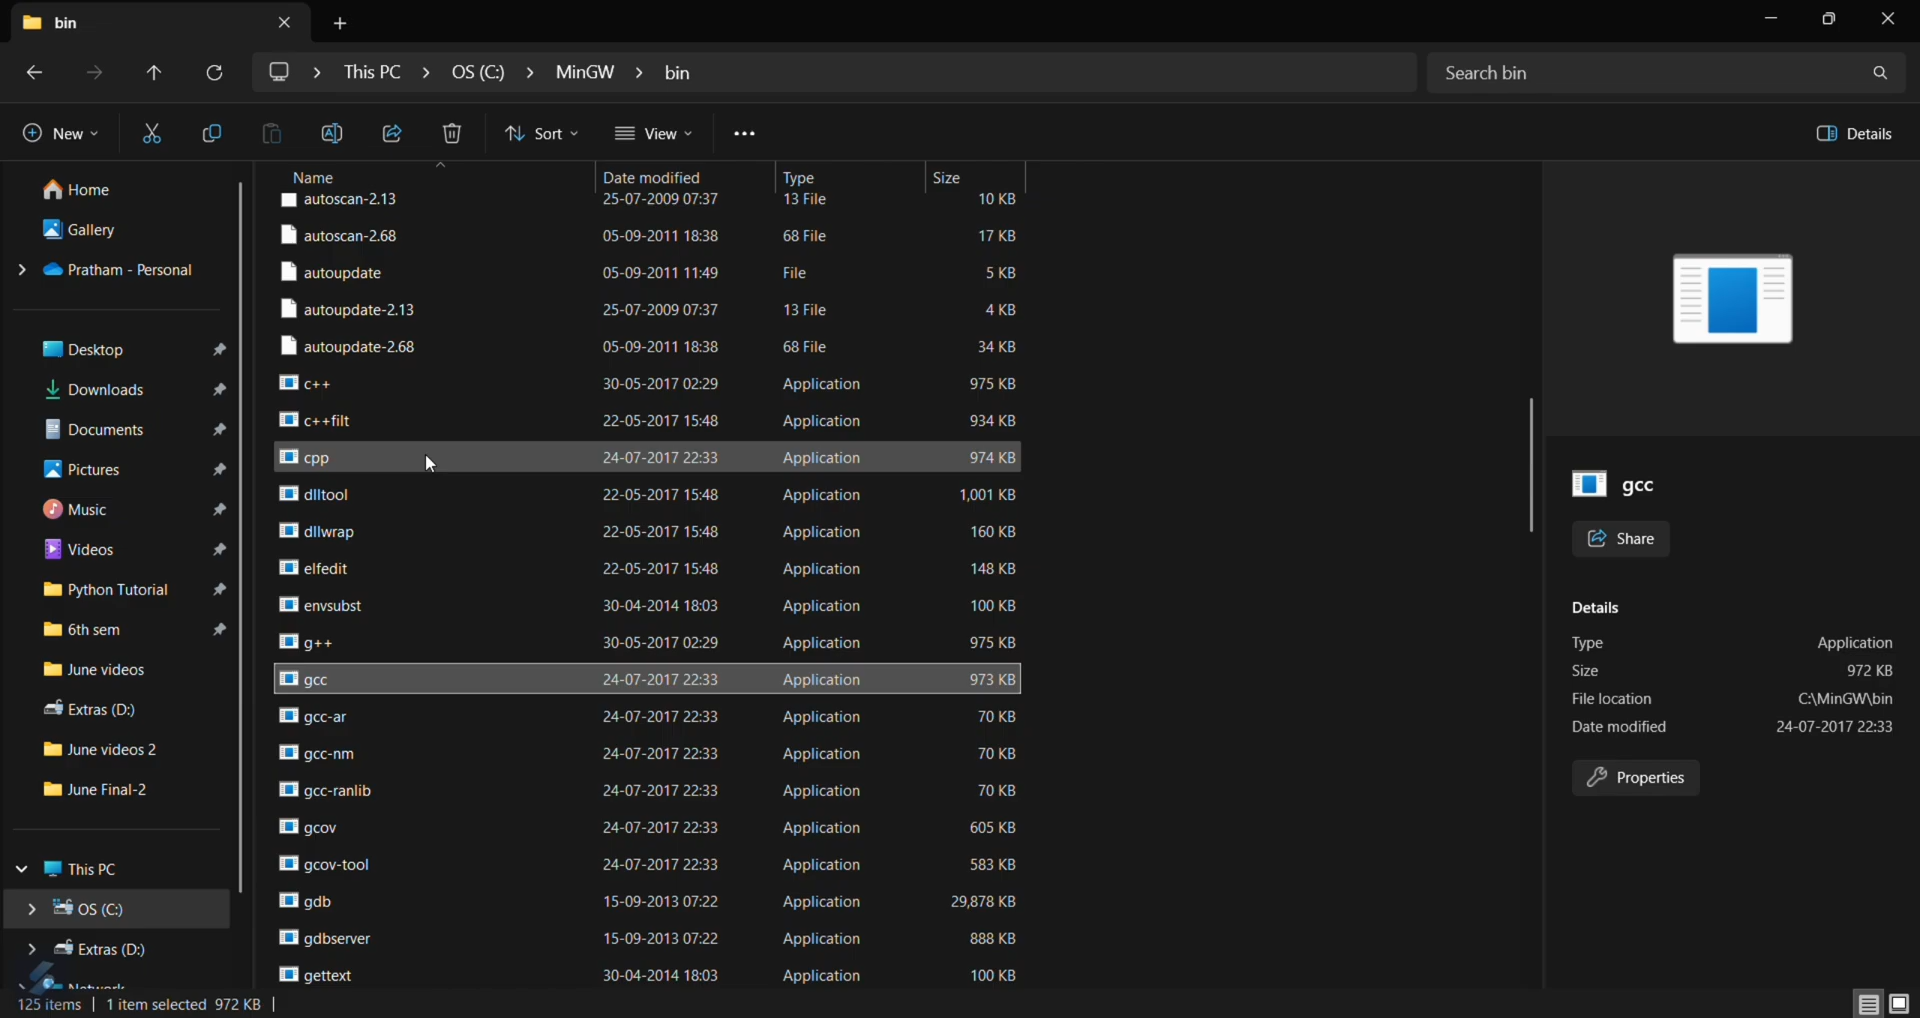 bin
This PC > OS (C:) > MinGW > bin
Search bin
New
Sort
View
Details
Home
Gallery
Pratham - Personal
Desktop
Downloads
Documents
Pictures
Music
Videos
Python Tutorial
6th sem
June videos
Extras (D:)
June videos 2
June Final-2
This PC
OS (C:)
Extras (D:)
Network
Name Date modified Type Size
autoscan-2.13 25-07-2009 07:37 13 File 10 KB
autoscan-2.68 05-09-2011 18:38 68 File 17 KB
autoupdate 05-09-2011 11:49 File 5 KB
autoupdate-2.13 25-07-2009 07:37 13 File 4 KB
autoupdate-2.68 05-09-2011 18:38 68 File 34 KB
c++ 30-05-2017 02:29 Application 975 KB
c++filt 22-05-2017 15:48 Application 934 KB
cpp 24-07-2017 22:33 Application 974 KB
dlltool 22-05-2017 15:48 Application 1,001 KB
dllwrap 22-05-2017 15:48 Application 160 KB
elfedit 22-05-2017 15:48 Application 148 KB
envsubst 30-04-2014 18:03 Application 100 KB
g++ 30-05-2017 02:29 Application 975 KB
gcc 24-07-2017 22:33 Application 973 KB
gcc-ar 24-07-2017 22:33 Application 70 KB
gcc-nm 24-07-2017 22:33 Application 70 KB
gcc-ranlib 24-07-2017 22:33 Application 70 KB
gcov 24-07-2017 22:33 Application 605 KB
gcov-tool 24-07-2017 22:33 Application 583 KB
gdb 15-09-2013 07:22 Application 29,878 KB
gdbserver 15-09-2013 07:22 Application 888 KB
gettext 30-04-2014 18:03 Application 100 KB
gcc
Share
Details
Type Application
Size 972 KB
File location C:\MinGW\bin
Date modified 24-07-2017 22:33
Properties
125 items | 1 item selected 972 KB |